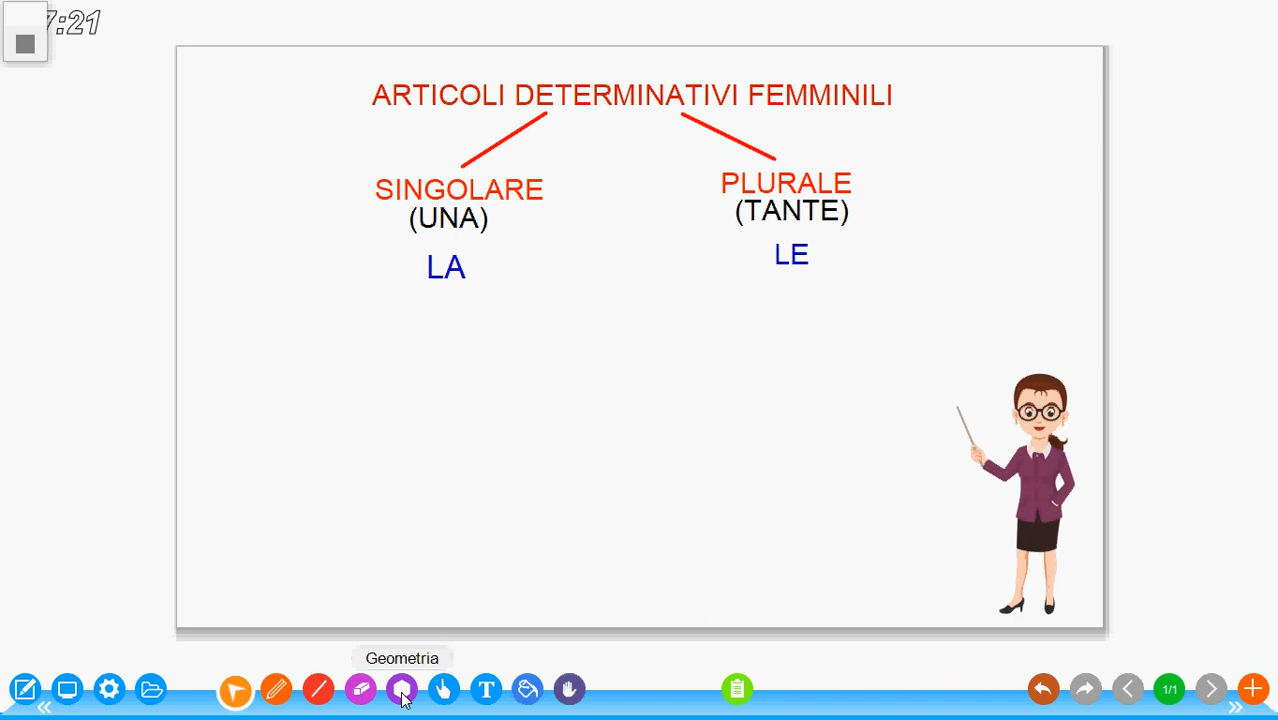 7:21
ARTICOLI DETERMINATIVI FEMMINILI
SINGOLARE
(UNA)
LA
PLURALE
(TANTE)
LE
Geometria
T
1/1